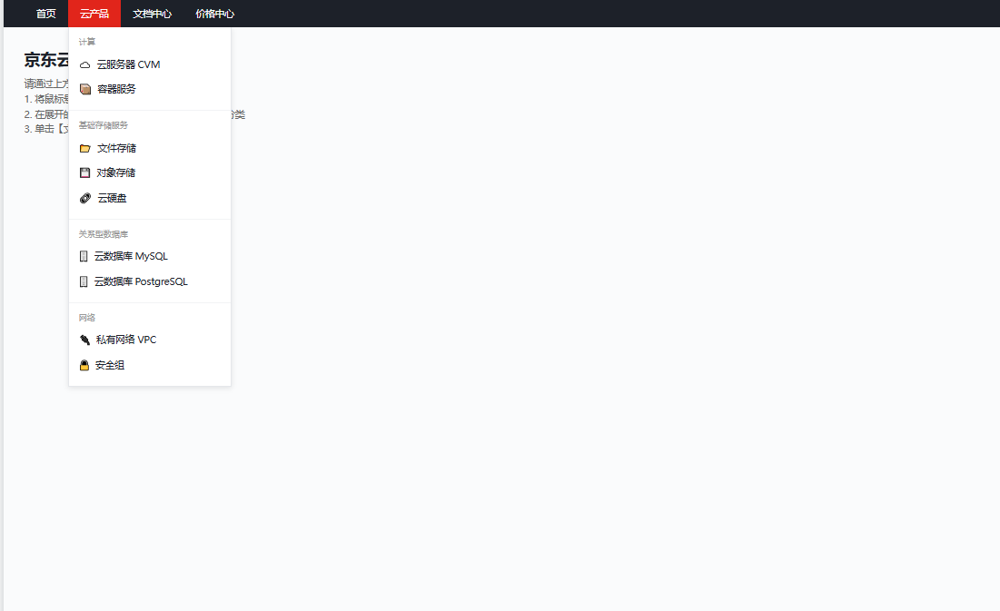 首页 云产品 文档中心 价格中心
京东云
请通过上方
1. 将鼠标
2. 在展开的 分类
3. 单击【文
计算
云服务器 CVM
容器服务
基础存储服务
文件存储
对象存储
云硬盘
关系型数据库
云数据库 MySQL
云数据库 PostgreSQL
网络
私有网络 VPC
安全组